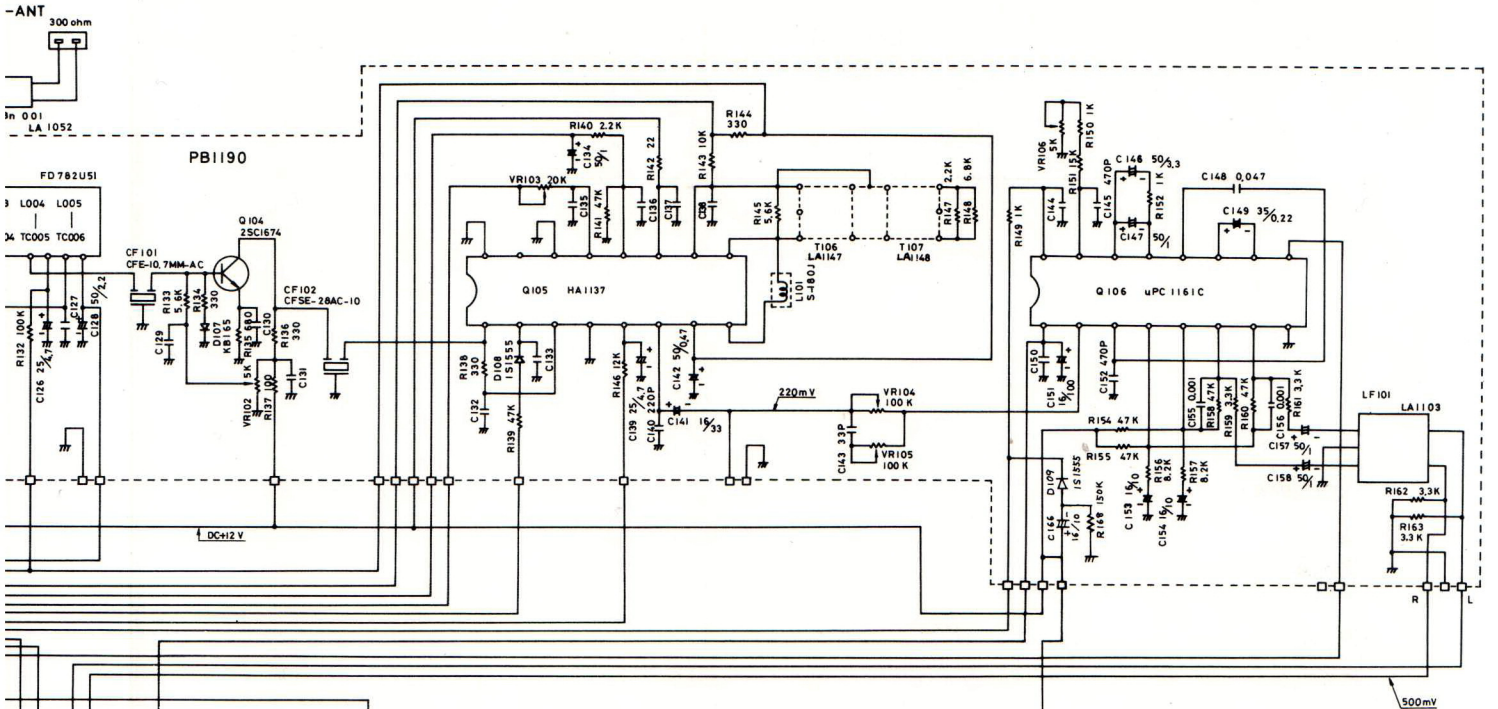 -ANT
300 ohm
3n 001
LA 1052
PB1190
FD 782U51
3 L004 L005
04 TC005 TC006
Q104
2SC1674
CF101
CFE-10,7MM-AC
CF102
CFSE-28AC-10
R132 100K
C126 25/4,7
C127
C128 50/2,2
C129
R133 5,6K
R134 330
D107 KB165
R135 680
C130
R136 330
VR102 5K
R137 100
C131
R140 2.2K
C134 50/1
VR103 20K
C135
R141 47K
C136
R142 22
C137
R143 10K
C138
R144
330
R145
5,6K
T106
LA1147
T107
LA1148
R147 2,2K
R148 6.8K
L101
S-180J
Q105 HA1137
R138
330
C132
D108
1S1555
C133
R139 47K
R146 12K
C139 25/4,7
C140 220P
C141 16/33
C142 50/0,47
220mV
VR104
100 K
C143 33P
VR105
100 K
VR106
5K
R150 1K
R151 15K
R149 1K
C144
C145 470P
C146 50/3,3
C147 50/1
R152 1K
C148 0,047
C149 35/0,22
Q106 uPC 1161C
C150
C151
16/100
C152 470P
R154 47K
R155 47K
C155 0,001
R158 47K
R159 3,3K
R160 47K
C156 0,001
R161 3,3K
C157 50/1
C158 50/1
R156
8.2K
R157
8.2K
C153 16/10
C154 16/10
D109
1S1555
C166
16/10
R168 150K
LF101
LA1103
R162 3,3K
R163
3.3K
DC+12 V
R
L
500mV